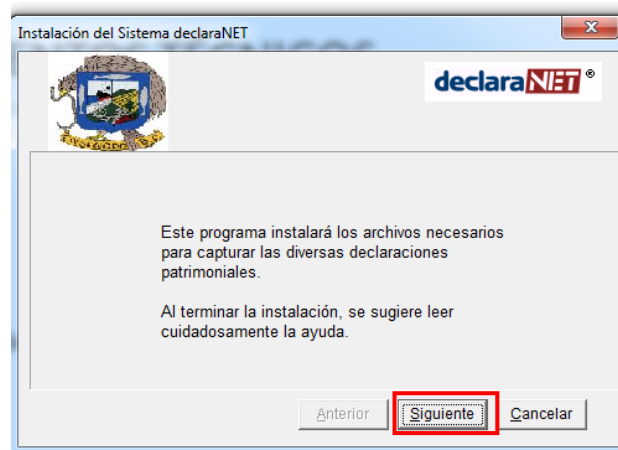 Instalación del Sistema declaraNET
declaraNET ®
Este programa instalará los archivos necesarios
para capturar las diversas declaraciones
patrimoniales.
Al terminar la instalación, se sugiere leer
cuidadosamente la ayuda.
Anterior Siguiente Cancelar